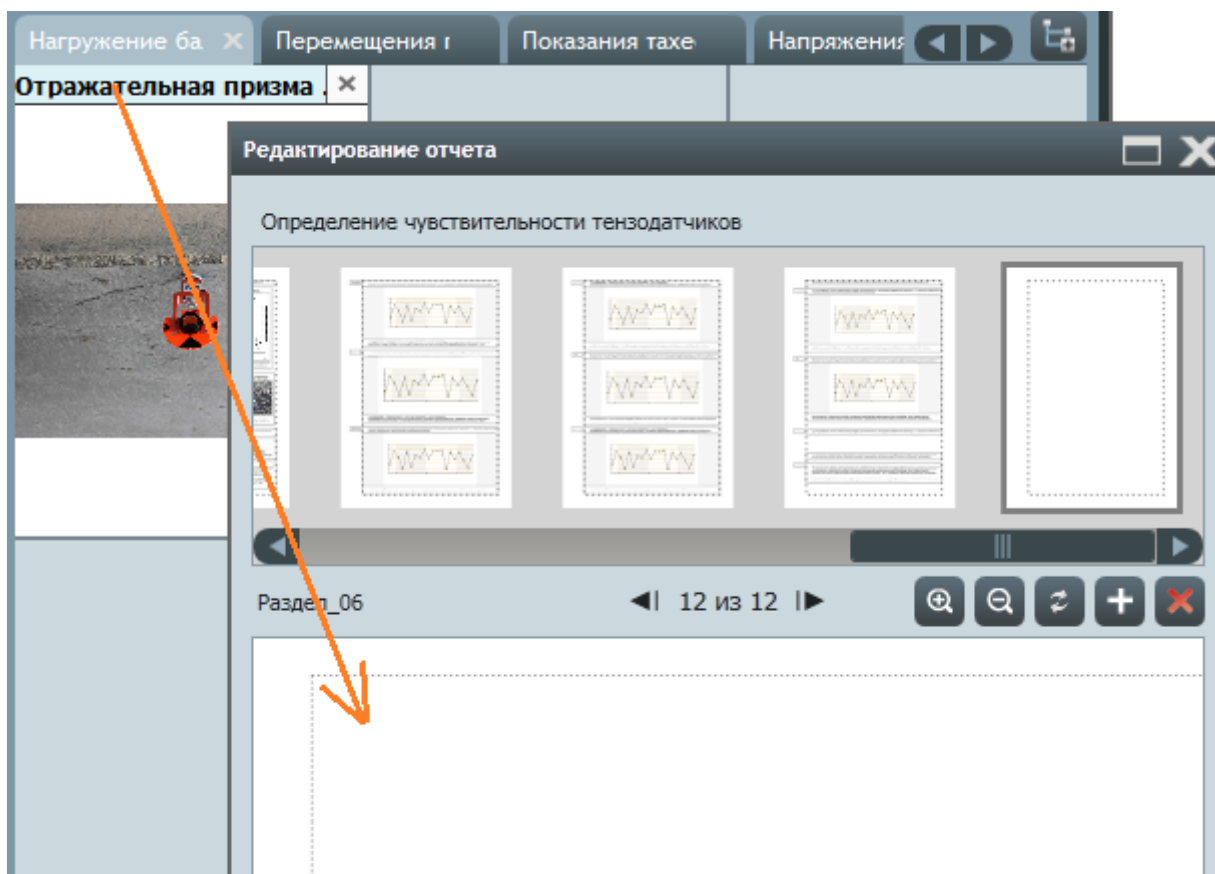 Нагружение ба
Перемещения г
Показания тахе
Напряжения
Отражательная призма .
Редактирование отчета
Определение чувствительности тензодатчиков
Раздел_06
12 из 12